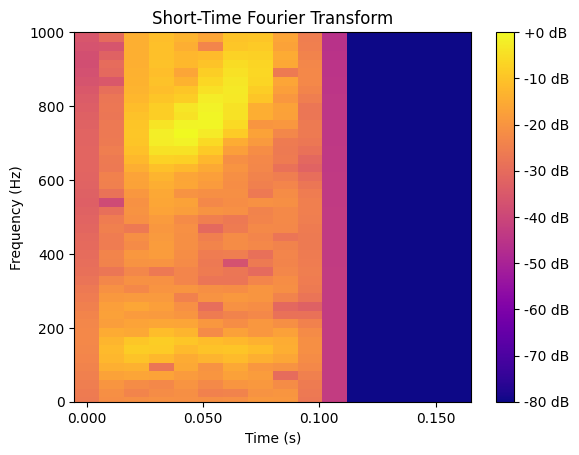 Short-Time Fourier Transform
1000
800
600
400
200
0
Frequency (Hz)
0.000
0.050
0.100
0.150
Time (s)
+0 dB
-10 dB
-20 dB
-30 dB
-40 dB
-50 dB
-60 dB
-70 dB
-80 dB